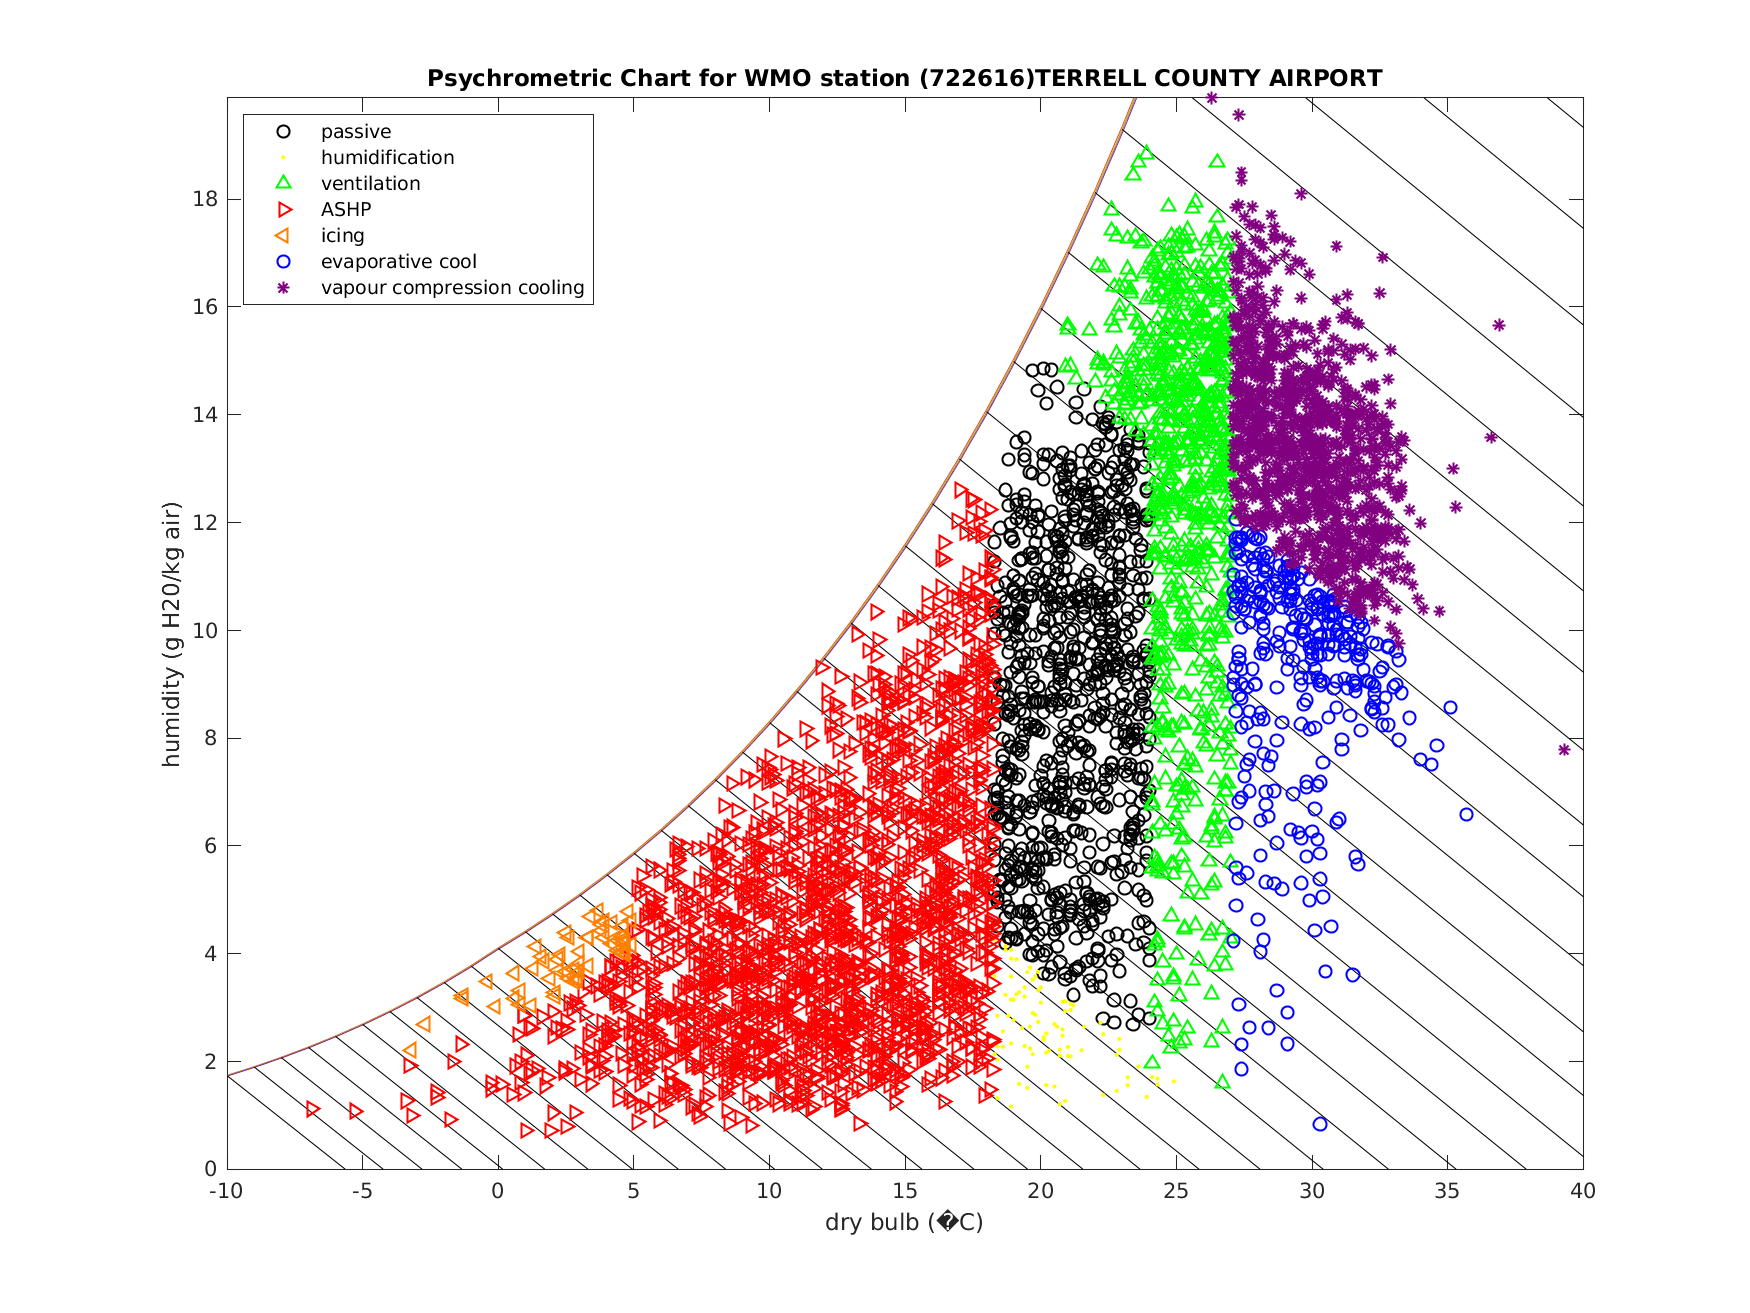 Psychrometric Chart for WMO station (722616)TERRELL COUNTY AIRPORT
passive
humidification
ventilation
ASHP
icing
evaporative cool
vapour compression cooling
18
16
14
12
10
8
6
4
2
0
humidity (g H20/kg air)
-10 -5 0 5 10 15 20 25 30 35 40
dry bulb (�C)